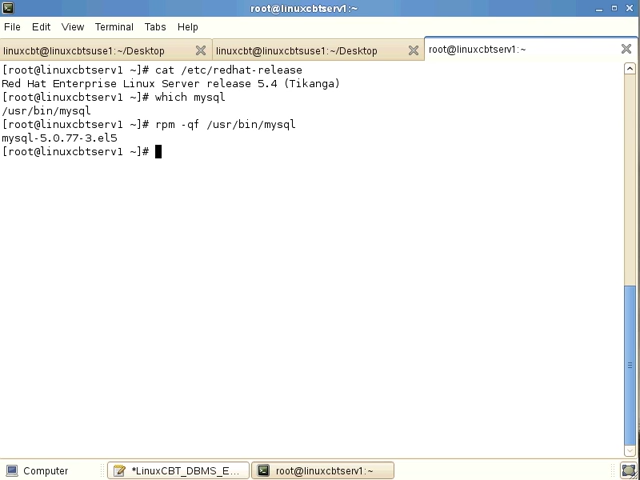 root@linuxcbtserv1:~
File Edit View Terminal Tabs Help
linuxcbt@linuxcbtsuse1:~/Desktop linuxcbt@linuxcbtsuse1:~/Desktop root@linuxcbtserv1:~
[root@linuxcbtserv1 ~]# cat /etc/redhat-release
Red Hat Enterprise Linux Server release 5.4 (Tikanga)
[root@linuxcbtserv1 ~]# which mysql
/usr/bin/mysql
[root@linuxcbtserv1 ~]# rpm -qf /usr/bin/mysql
mysql-5.0.77-3.el5
[root@linuxcbtserv1 ~]#
Computer *LinuxCBT_DBMS_E... root@linuxcbtserv1:~